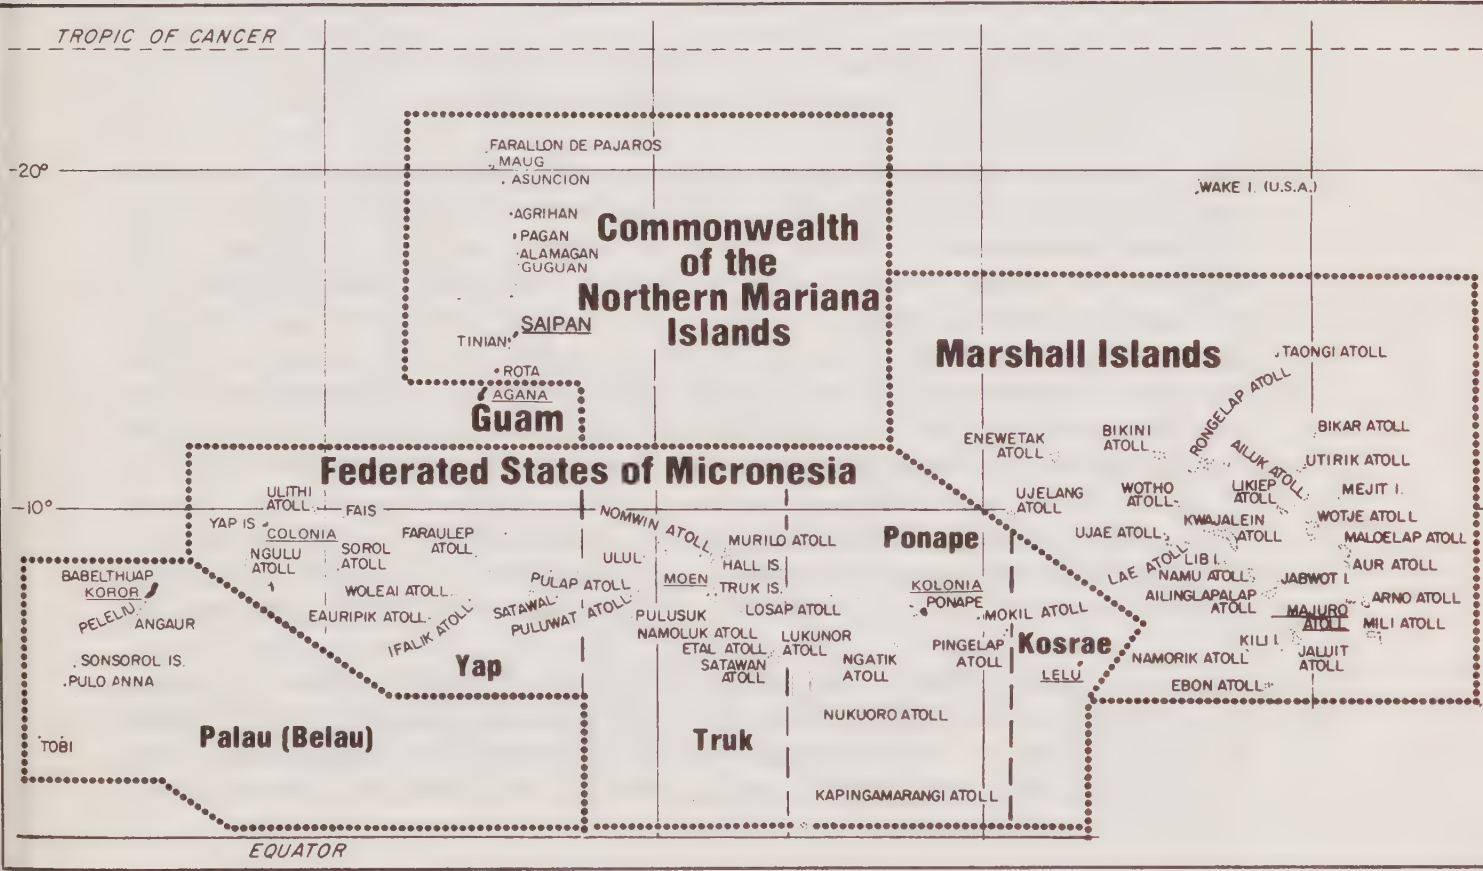 TROPIC OF CANCER
-20°
FARALLON DE PAJAROS
MAUG
ASUNCION
AGRIHAN
PAGAN
ALAMAGAN
GUGUAN
Commonwealth
of the
Northern Mariana
Islands
SAIPAN
TINIAN
ROTA
AGANA
Guam
WAKE I. (U.S.A.)
Marshall Islands
TAONGI ATOLL
RONGELAP ATOLL
BIKINI
ATOLL
ENEWETAK
ATOLL
BIKAR ATOLL
AILUK ATOLL
UTIRIK ATOLL
UJELANG
ATOLL
WOTHO
ATOLL
LIKIEP
ATOLL
MEJIT I.
KWAJALEIN
ATOLL
WOTJE ATOLL
UJAE ATOLL
MALOELAP ATOLL
LAE ATOLL
LIB I.
AUR ATOLL
NAMU ATOLL
JABWOT I.
AILINGLAPALAP
ATOLL
ARNO ATOLL
MAJURO
ATOLL
MILI ATOLL
KILI I.
JALUIT
ATOLL
NAMORIK ATOLL
EBON ATOLL
Federated States of Micronesia
-10°
ULITHI
ATOLL
FAIS
YAP IS
COLONIA
NGULU
ATOLL
SOROL
ATOLL
FARAULEP
ATOLL
WOLEAI ATOLL
EAURIPIK ATOLL
IFALIK ATOLL
SATAWAL
PULAP ATOLL
PULUWAT ATOLL
Yap
NOMWIN ATOLL
MURILO ATOLL
ULUL
HALL IS.
MOEN
TRUK IS.
PULUSUK
LOSAP ATOLL
NAMOLUK ATOLL
ETAL ATOLL
LUKUNOR
ATOLL
SATAWAN
ATOLL
Truk
Ponape
KOLONIA
PONAPE
MOKIL ATOLL
PINGELAP
ATOLL
NGATIK
ATOLL
NUKUORO ATOLL
KAPINGAMARANGI ATOLL
Kosrae
LELU
BABELTHUAP
KOROR
PELELIU
ANGAUR
SONSOROL IS.
PULO ANNA
TOBI
Palau (Belau)
EQUATOR